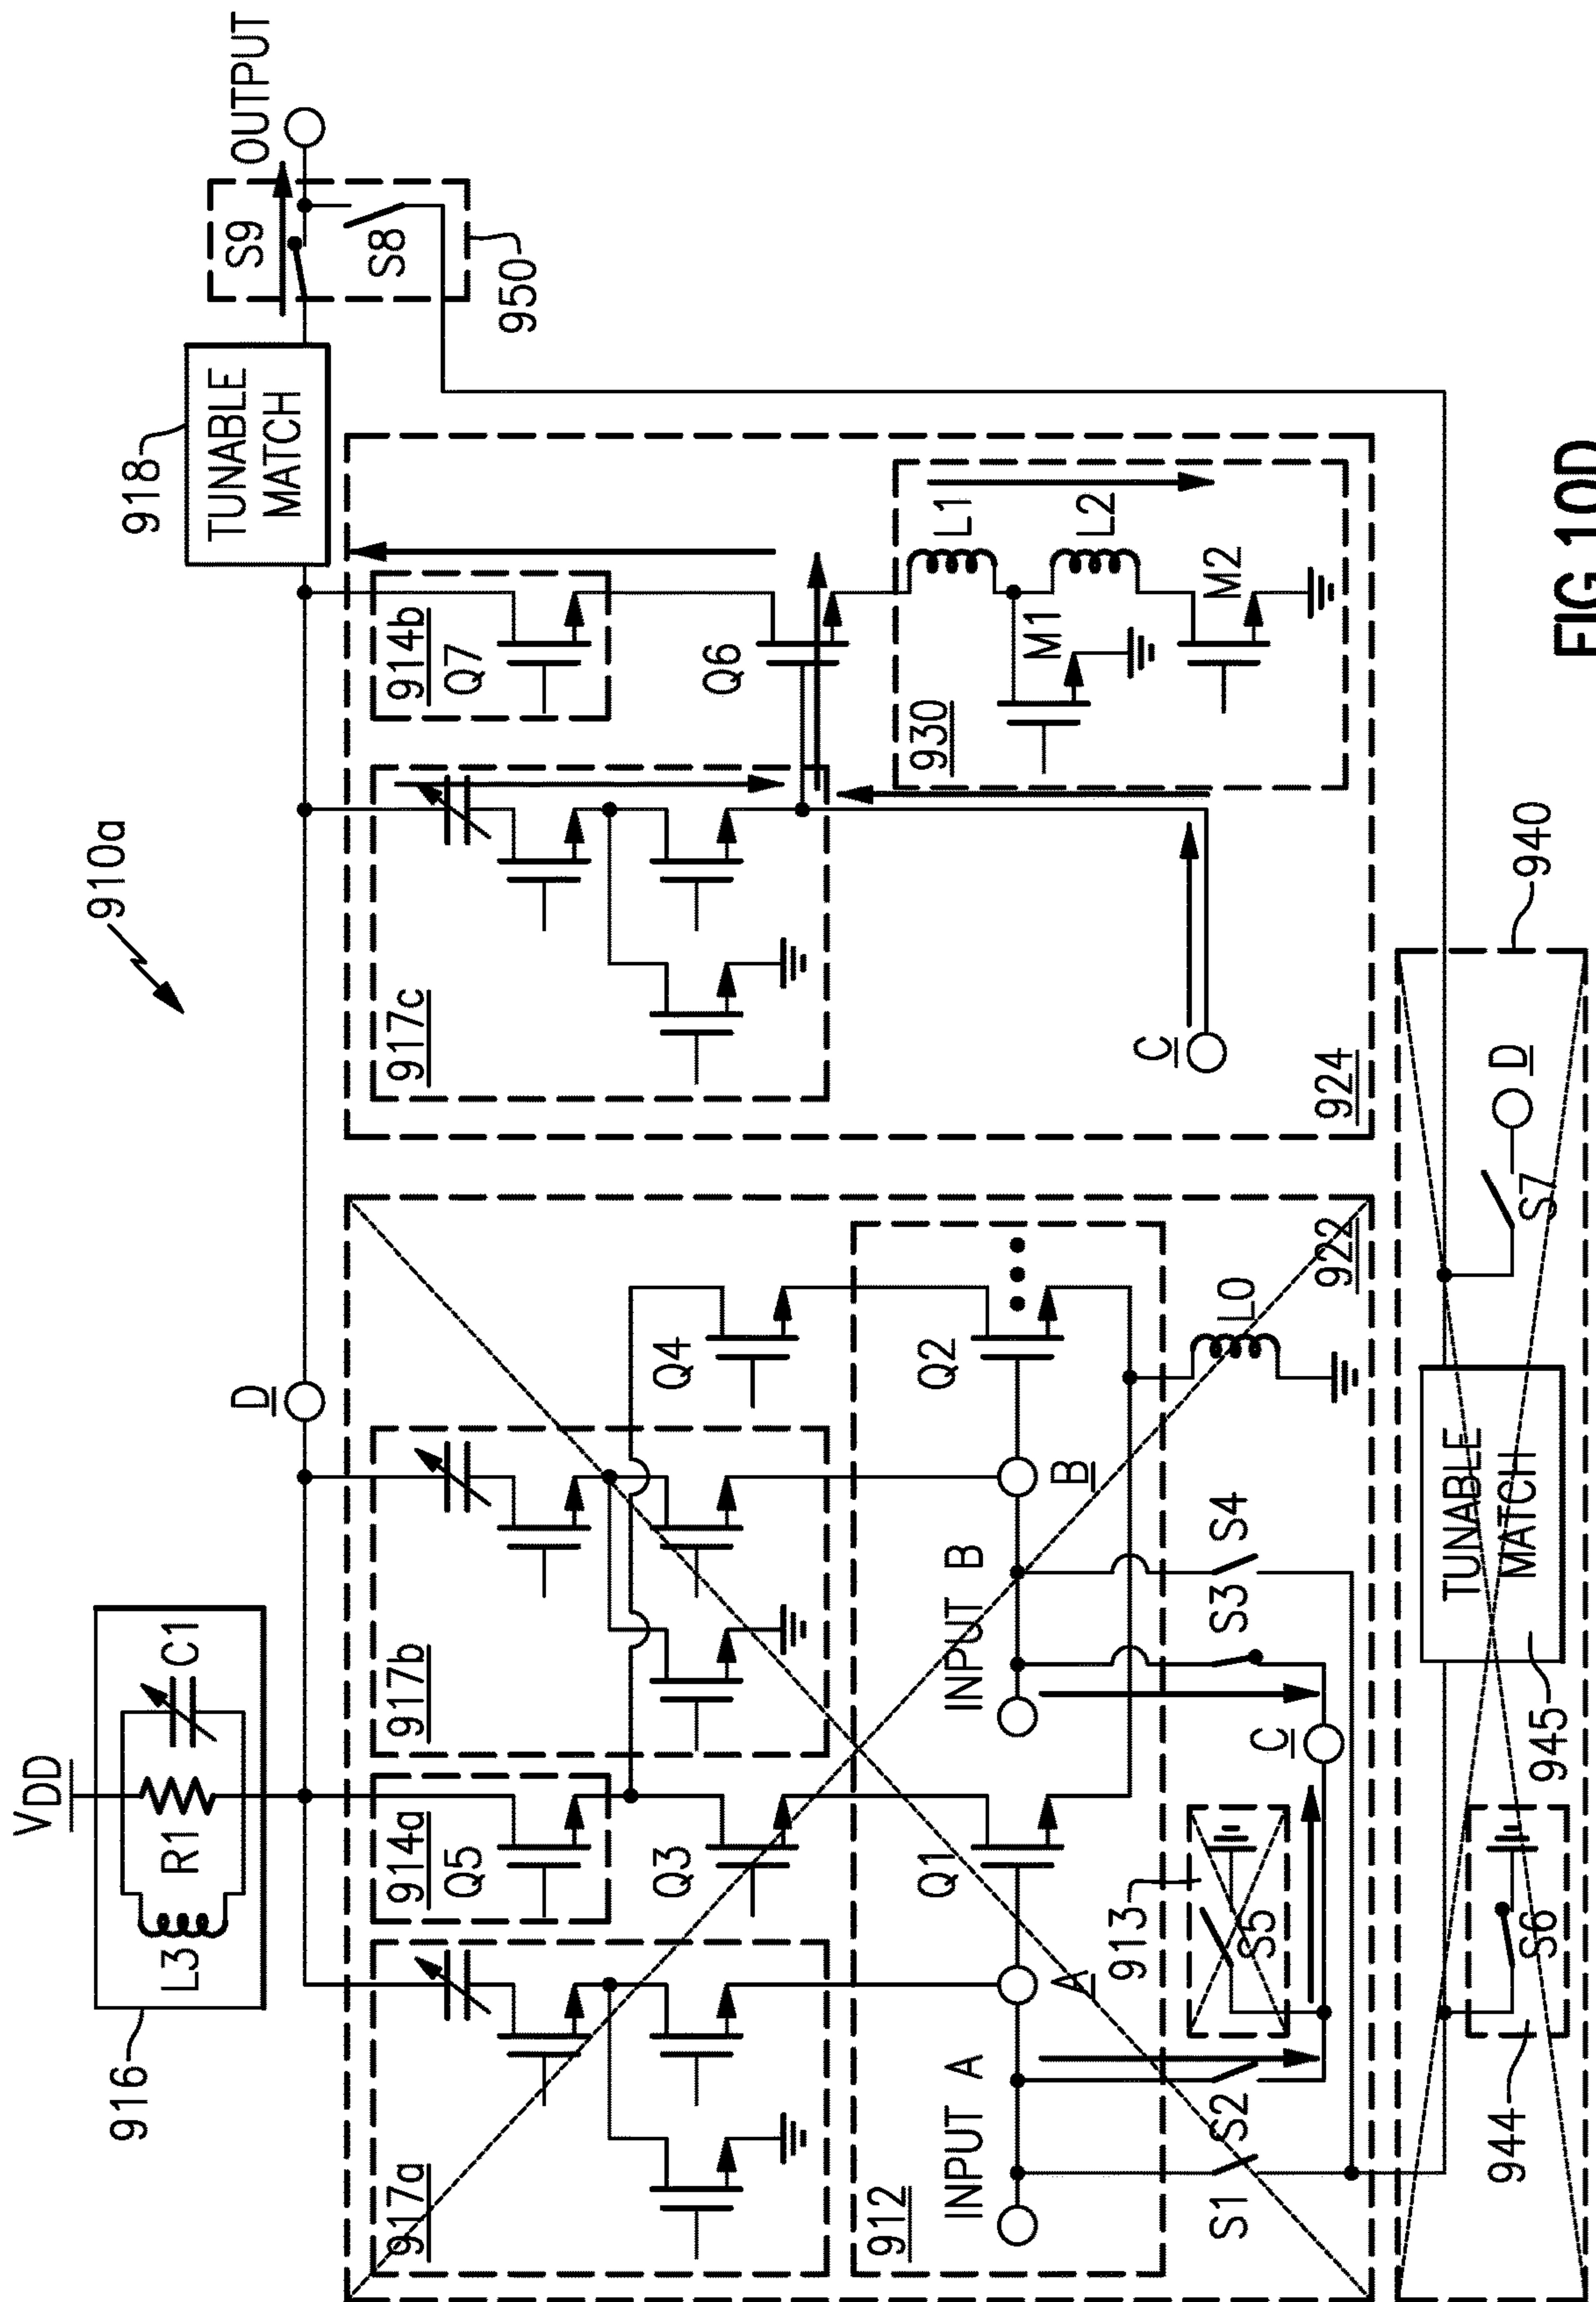 910a
VDD
916
L3
R1
C1
D
918
TUNABLE
MATCH
OUTPUT
S9
S8
950
917a
914a
Q5
917b
Q3
Q4
917c
914b
Q7
Q6
912
INPUT A
A
Q1
INPUT B
B
Q2
930
M1
L1
L2
M2
S1
S2
913
S5
C
S3
S4
L0
922
C
924
944
S6
945
TUNABLE
MATCH
S7
D
940
FIG.10D